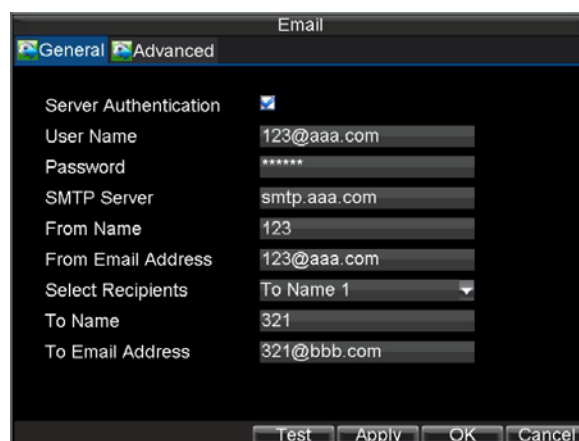 Email
General Advanced
Server Authentication
User Name 123@aaa.com
Password ******
SMTP Server smtp.aaa.com
From Name 123
From Email Address 123@aaa.com
Select Recipients To Name 1
To Name 321
To Email Address 321@bbb.com
Test Apply OK Cancel